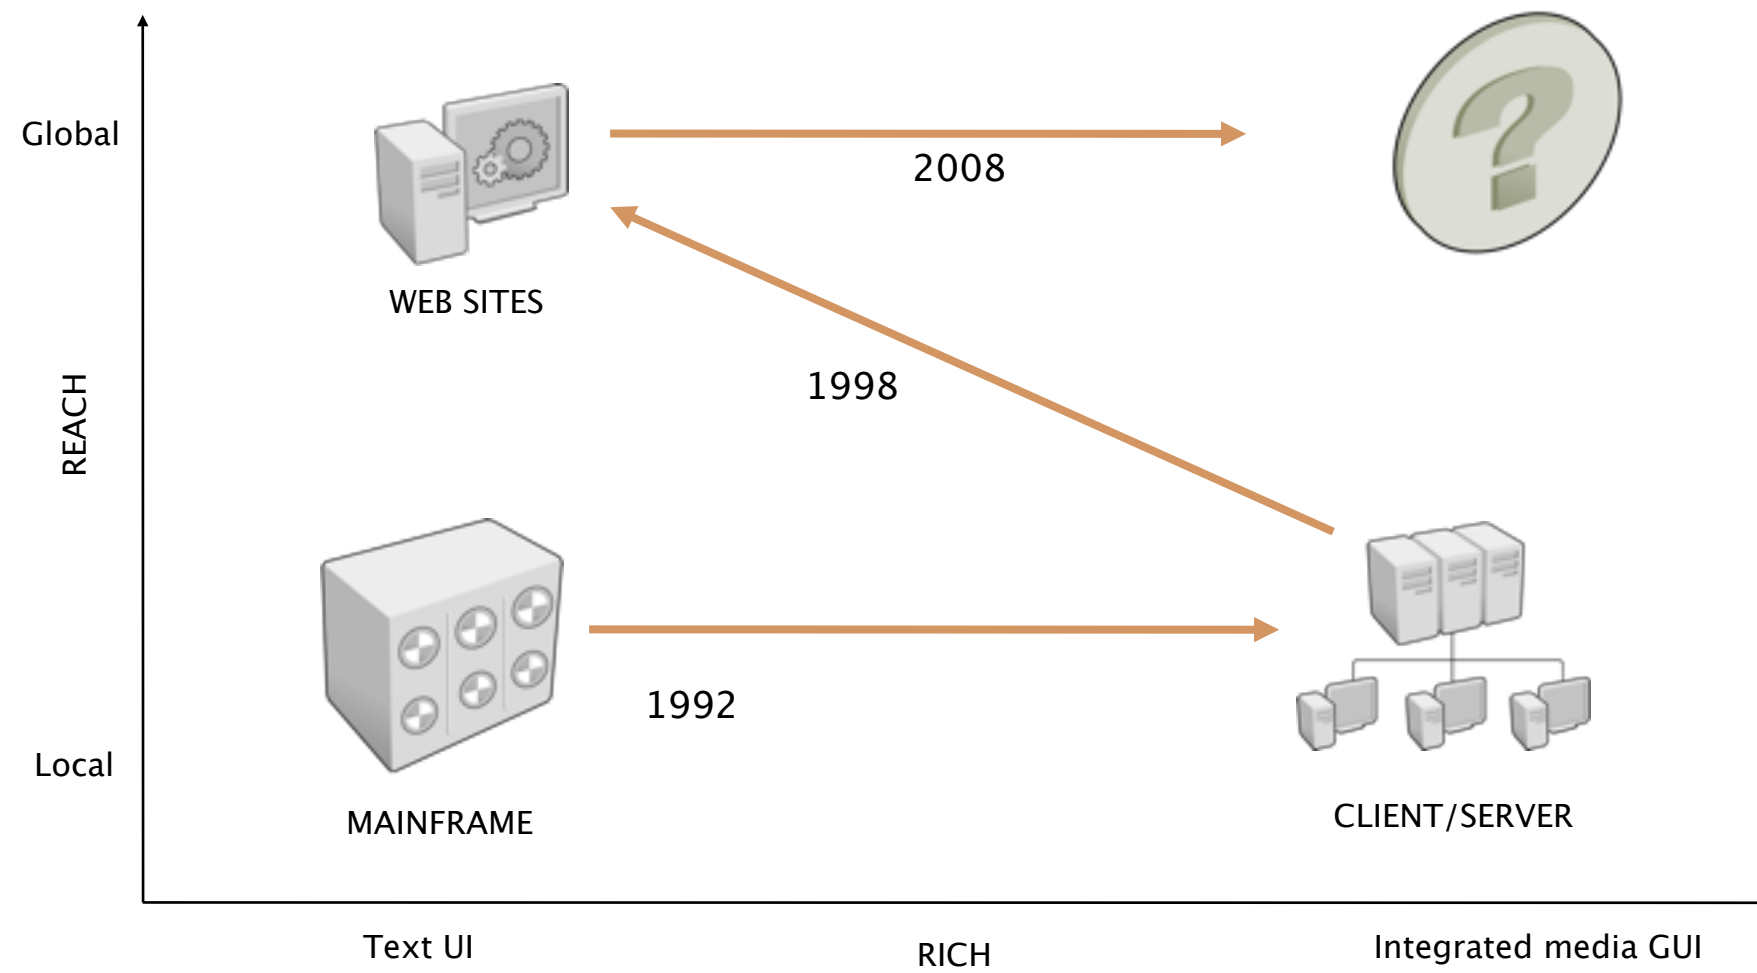 Global
2008
WEB SITES
1998
REACH
1992
Local
MAINFRAME
CLIENT/SERVER
Text UI
RICH
Integrated media GUI